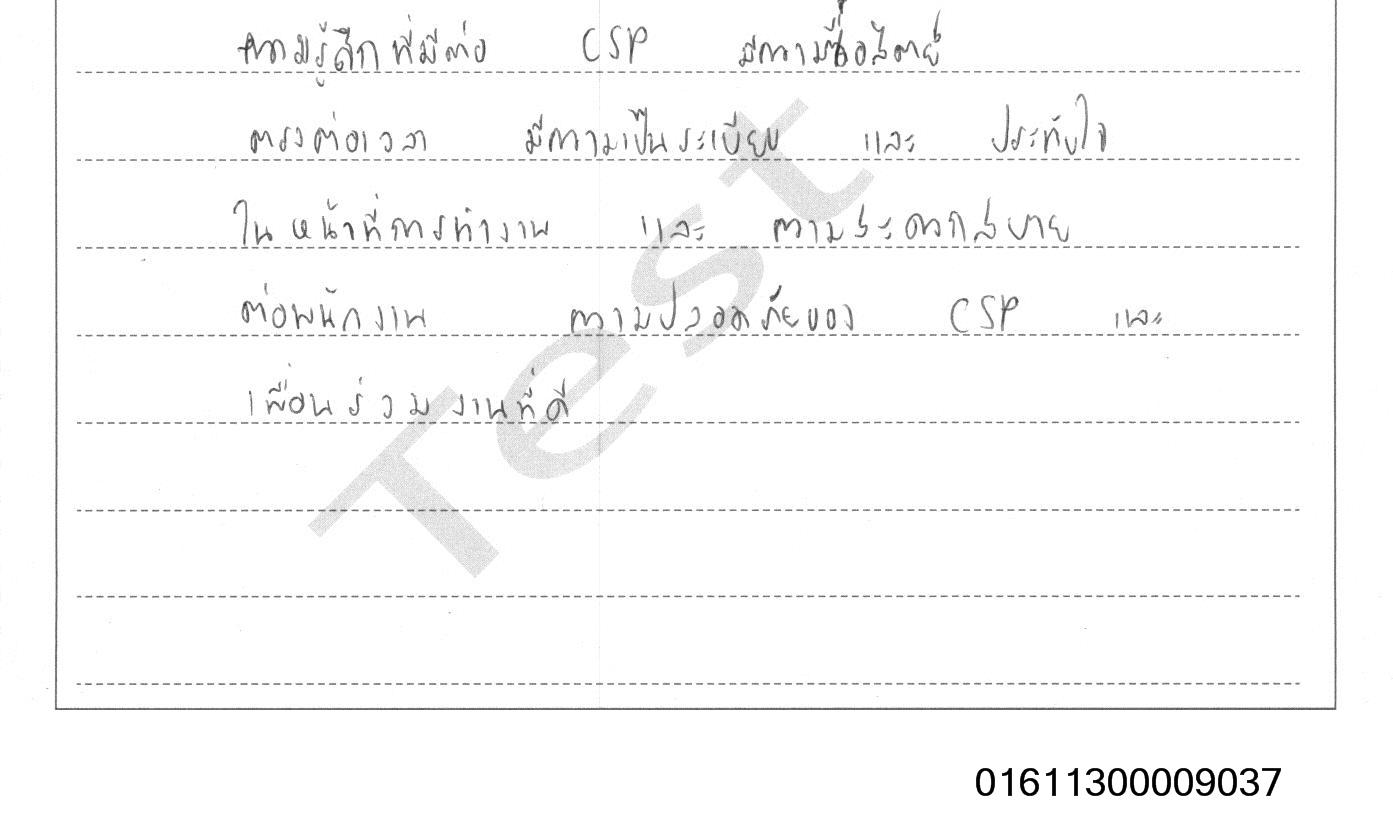 ความรู้สึกที่มีต่อ CSP มีความซื่อสัตย์
ตรงต่อเวลา มีความเป็นระเบียบ และ ประทับใจ
ในหน้าที่การทำงาน และ ความสะดวกสบาย
ต่อพนักงาน ความปลอดภัยของ CSP และ
เพื่อนร่วมงานที่ดี
Test
01611300009037